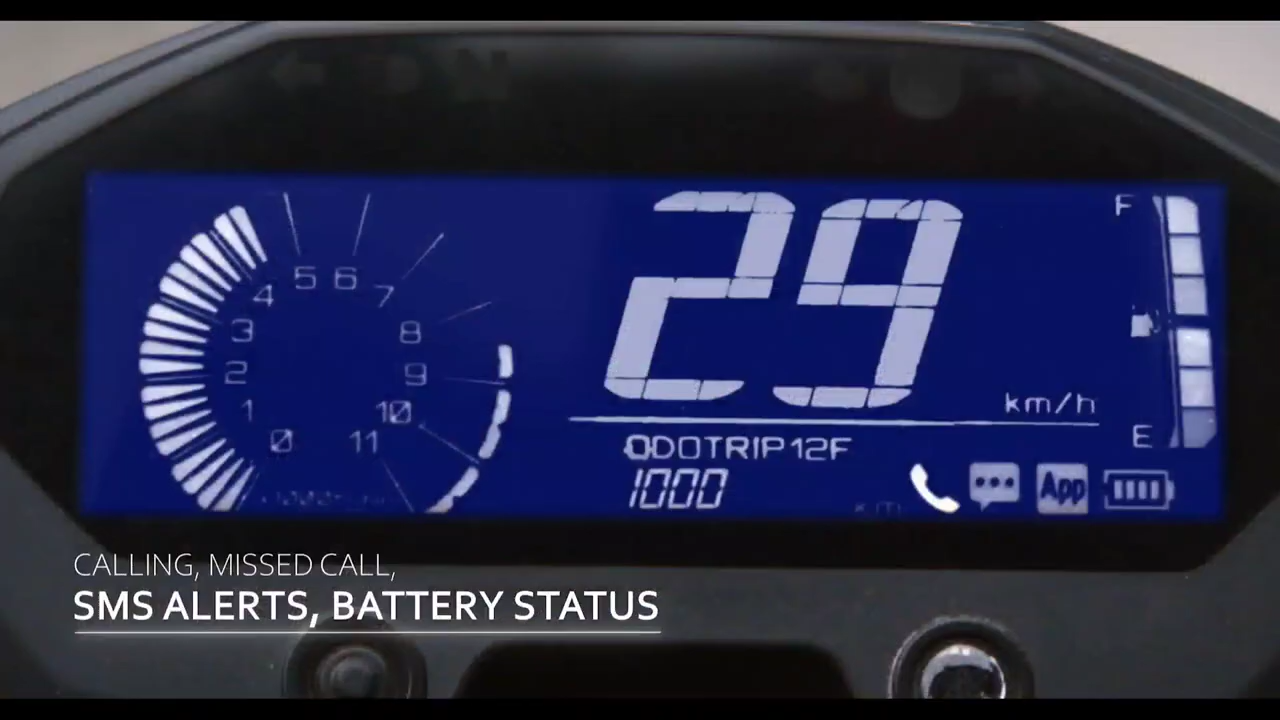 29
F
5 6
4 7
3 8
2 9
1 10
0 11
km/h
E
ODOTRIP12F
1000
App
CALLING, MISSED CALL,
SMS ALERTS, BATTERY STATUS